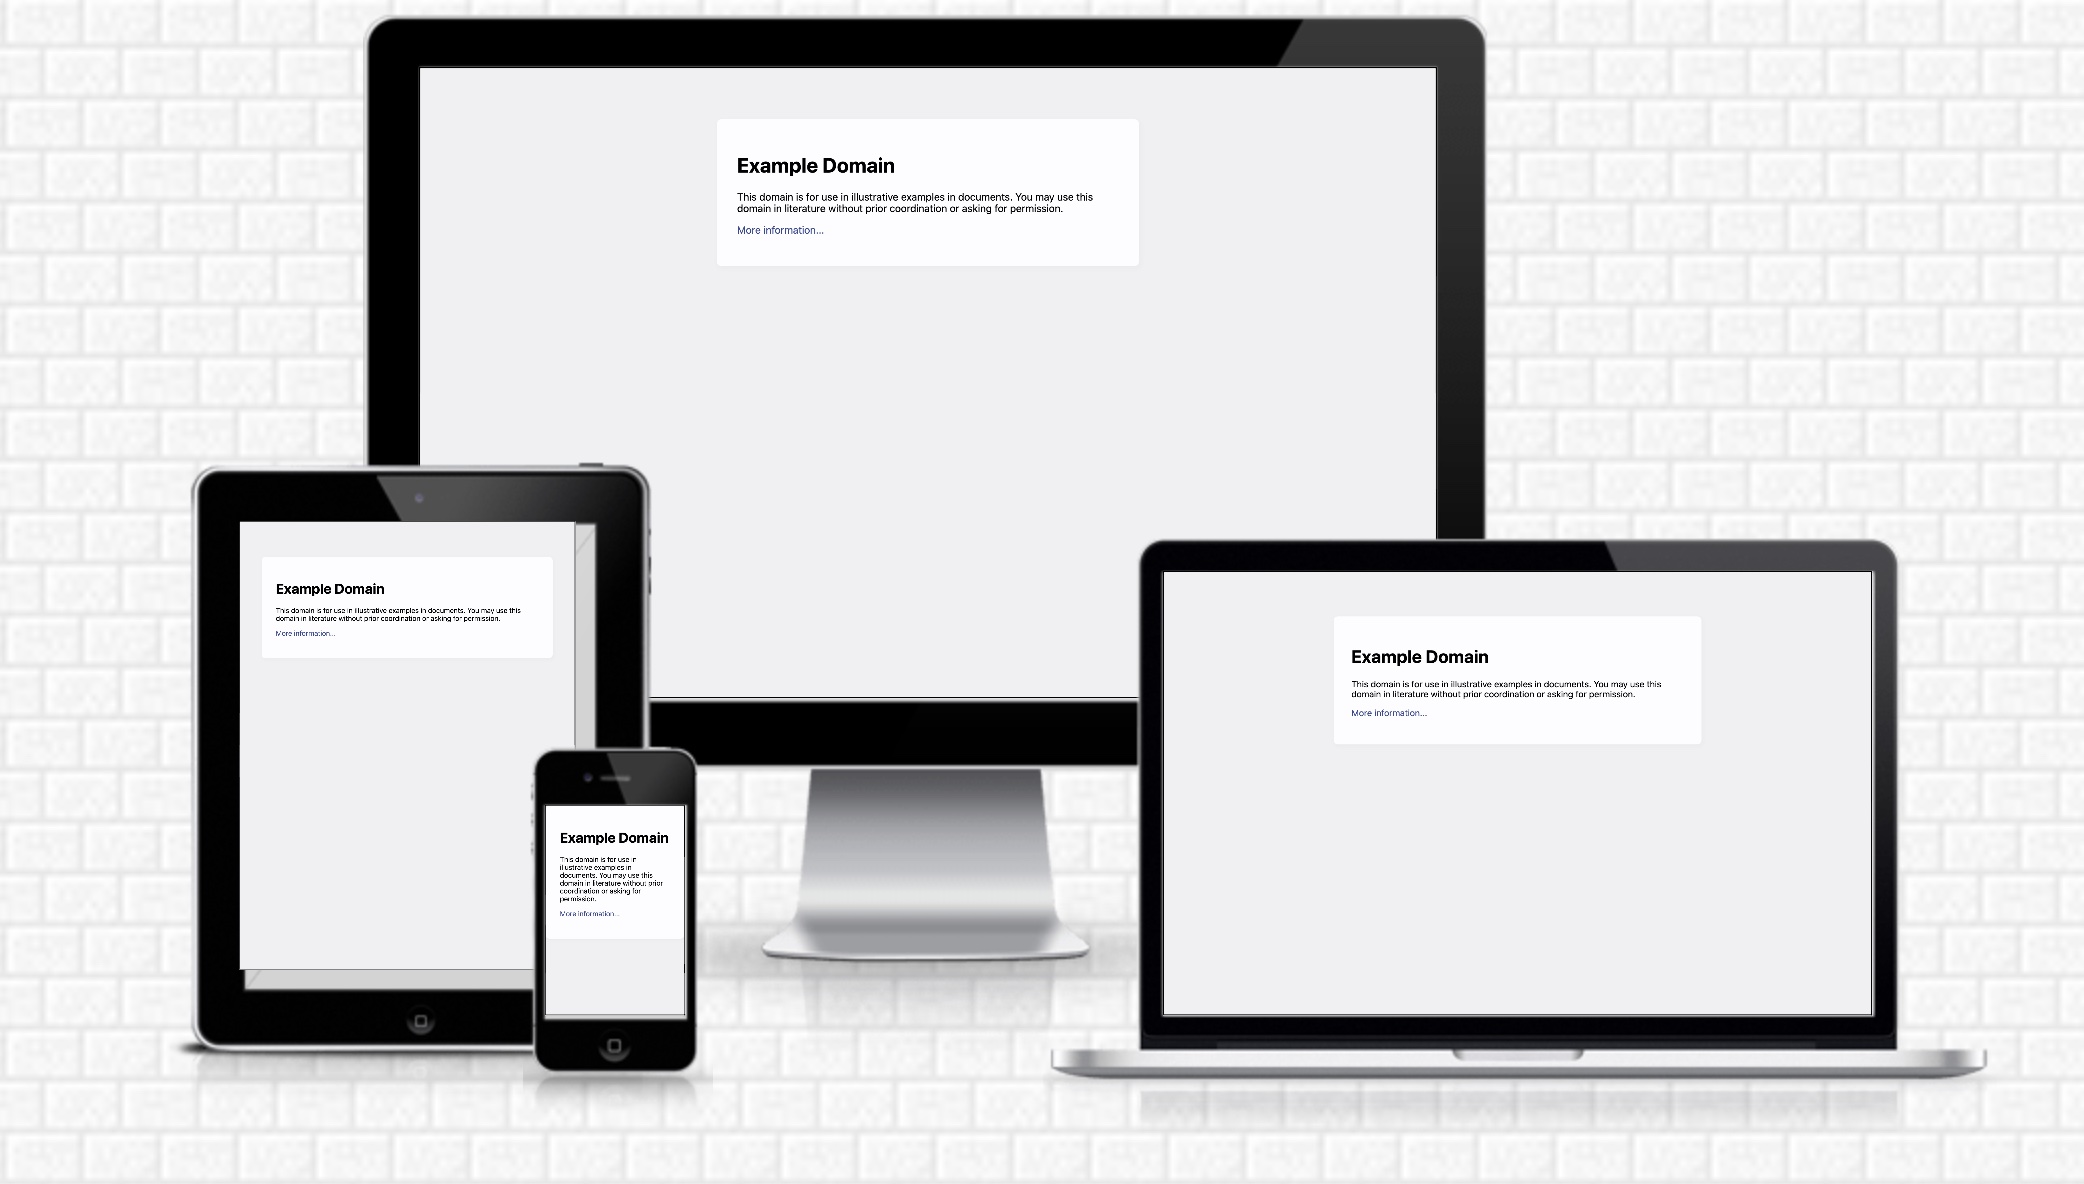 Example Domain
This domain is for use in illustrative examples in documents. You may use this
domain in literature without prior coordination or asking for permission.
More information...
Example Domain
This domain is for use in illustrative examples in documents. You may use this
domain in literature without prior coordination or asking for permission.
More information...
Example Domain
This domain is for use in
illustrative examples in
documents. You may use this
domain in literature without prior
coordination or asking for
permission.
More information...
Example Domain
This domain is for use in illustrative examples in documents. You may use this
domain in literature without prior coordination or asking for permission.
More information...